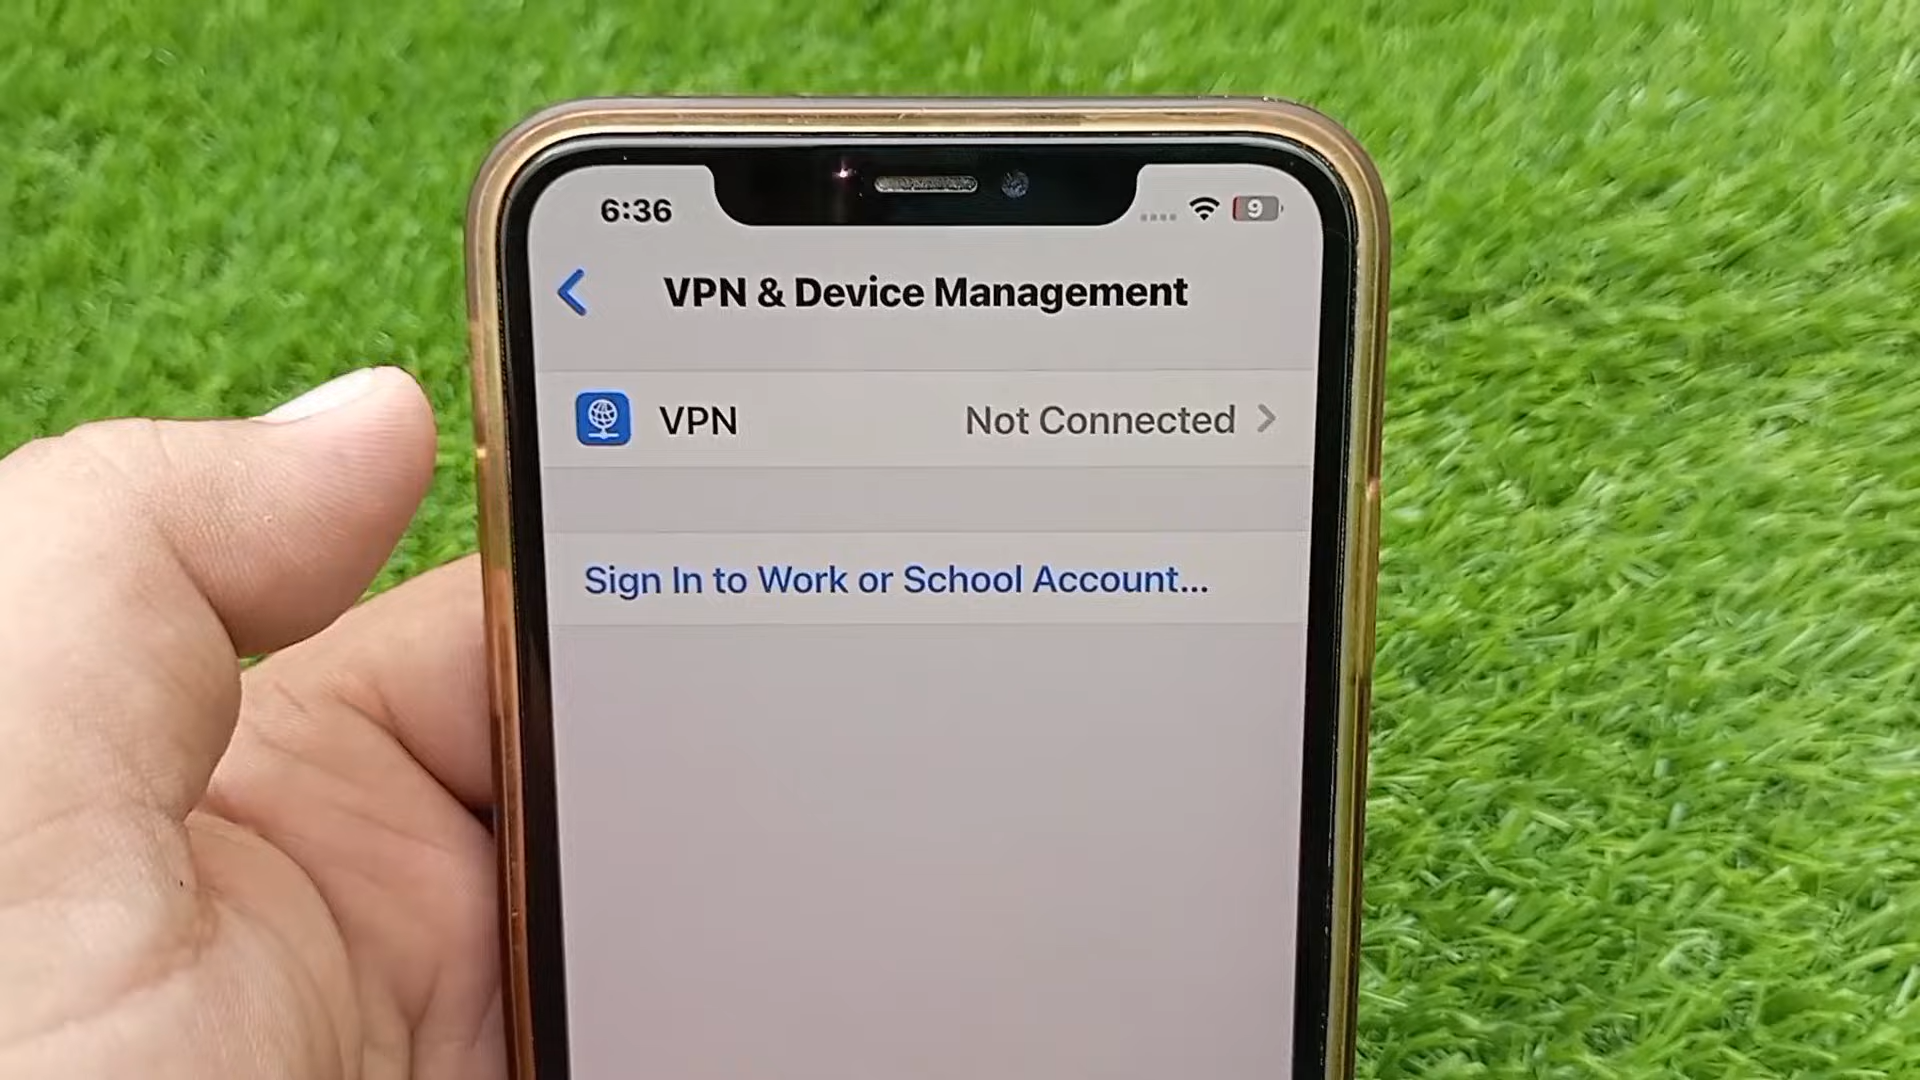 6:36
9
VPN & Device Management
VPN Not Connected
Sign In to Work or School Account...